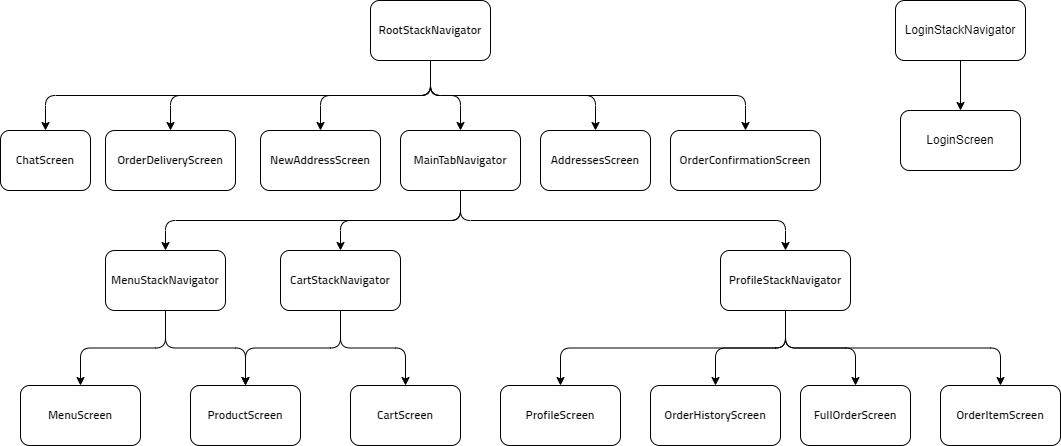 RootStackNavigator
LoginStackNavigator
ChatScreen
OrderDeliveryScreen
NewAddressScreen
MainTabNavigator
AddressesScreen
OrderConfirmationScreen
LoginScreen
MenuStackNavigator
CartStackNavigator
ProfileStackNavigator
MenuScreen
ProductScreen
CartScreen
ProfileScreen
OrderHistoryScreen
FullOrderScreen
OrderItemScreen